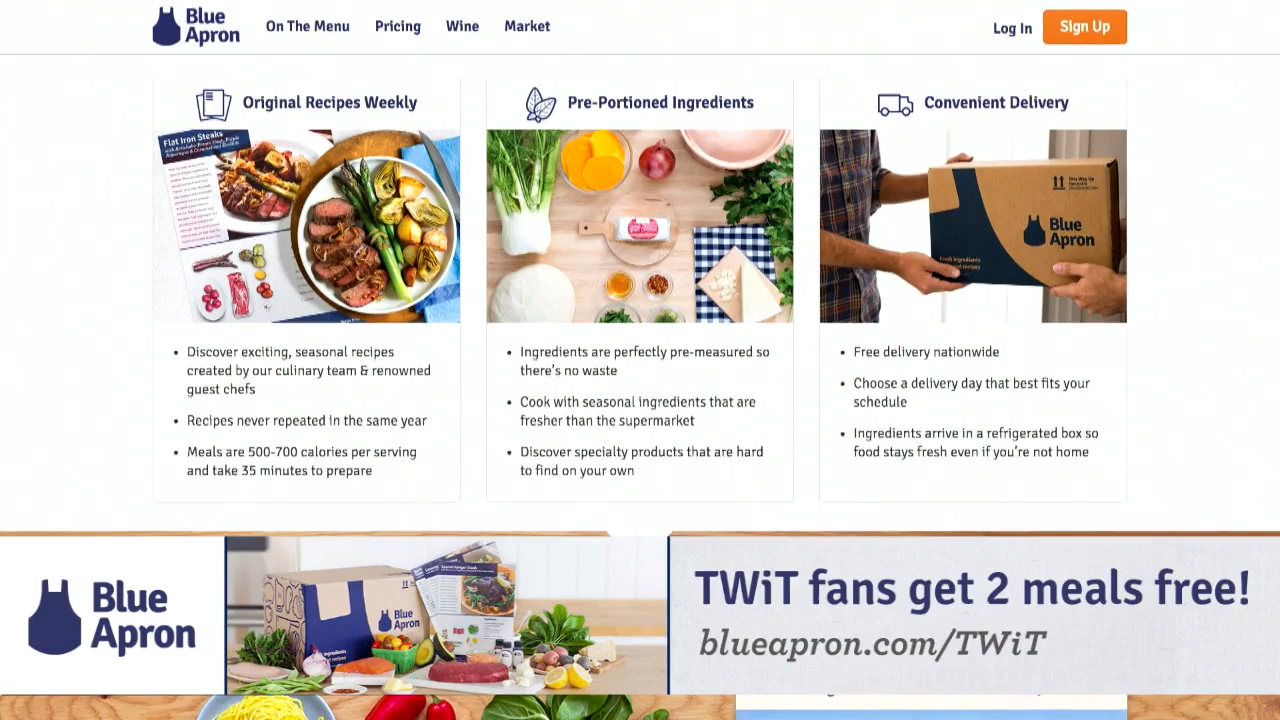 Blue
Apron
On The Menu
Pricing
Wine
Market
Log In
Sign Up
Original Recipes Weekly
Flat Iron Steaks
Discover exciting, seasonal recipes
created by our culinary team & renowned
guest chefs
Recipes never repeated in the same year
Meals are 500-700 calories per serving
and take 35 minutes to prepare
Pre-Portioned Ingredients
Ingredients are perfectly pre-measured so
there's no waste
Cook with seasonal ingredients that are
fresher than the supermarket
Discover specialty products that are hard
to find on your own
Convenient Delivery
This Way Up
Blue
Apron
Free delivery nationwide
Choose a delivery day that best fits your
schedule
Ingredients arrive in a refrigerated box so
food stays fresh even if you're not home
Blue
Apron
Blue
Apron
TWiT fans get 2 meals free!
blueapron.com/TWiT